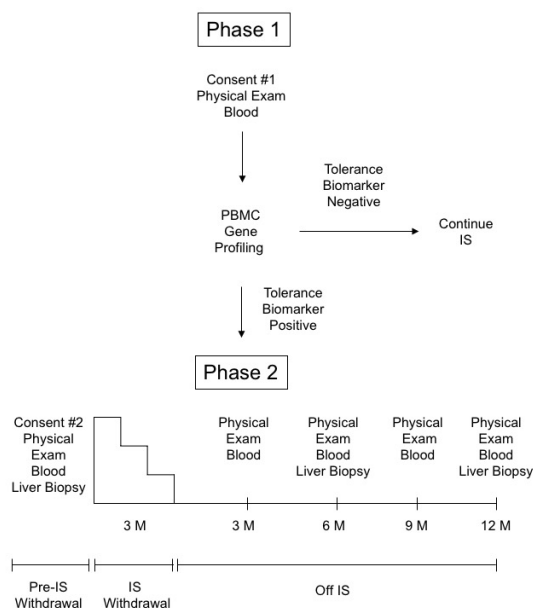 Phase 1
Consent #1
Physical Exam
Blood
Tolerance
Biomarker
Negative
PBMC
Gene
Profiling
Continue
IS
Tolerance
Biomarker
Positive
Phase 2
Consent #2
Physical
Exam
Blood
Liver Biopsy
Physical
Exam
Blood
Physical
Exam
Blood
Liver Biopsy
Physical
Exam
Blood
Physical
Exam
Blood
Liver Biopsy
3 M
3 M
6 M
9 M
12 M
Pre-IS
Withdrawal
IS
Withdrawal
Off IS